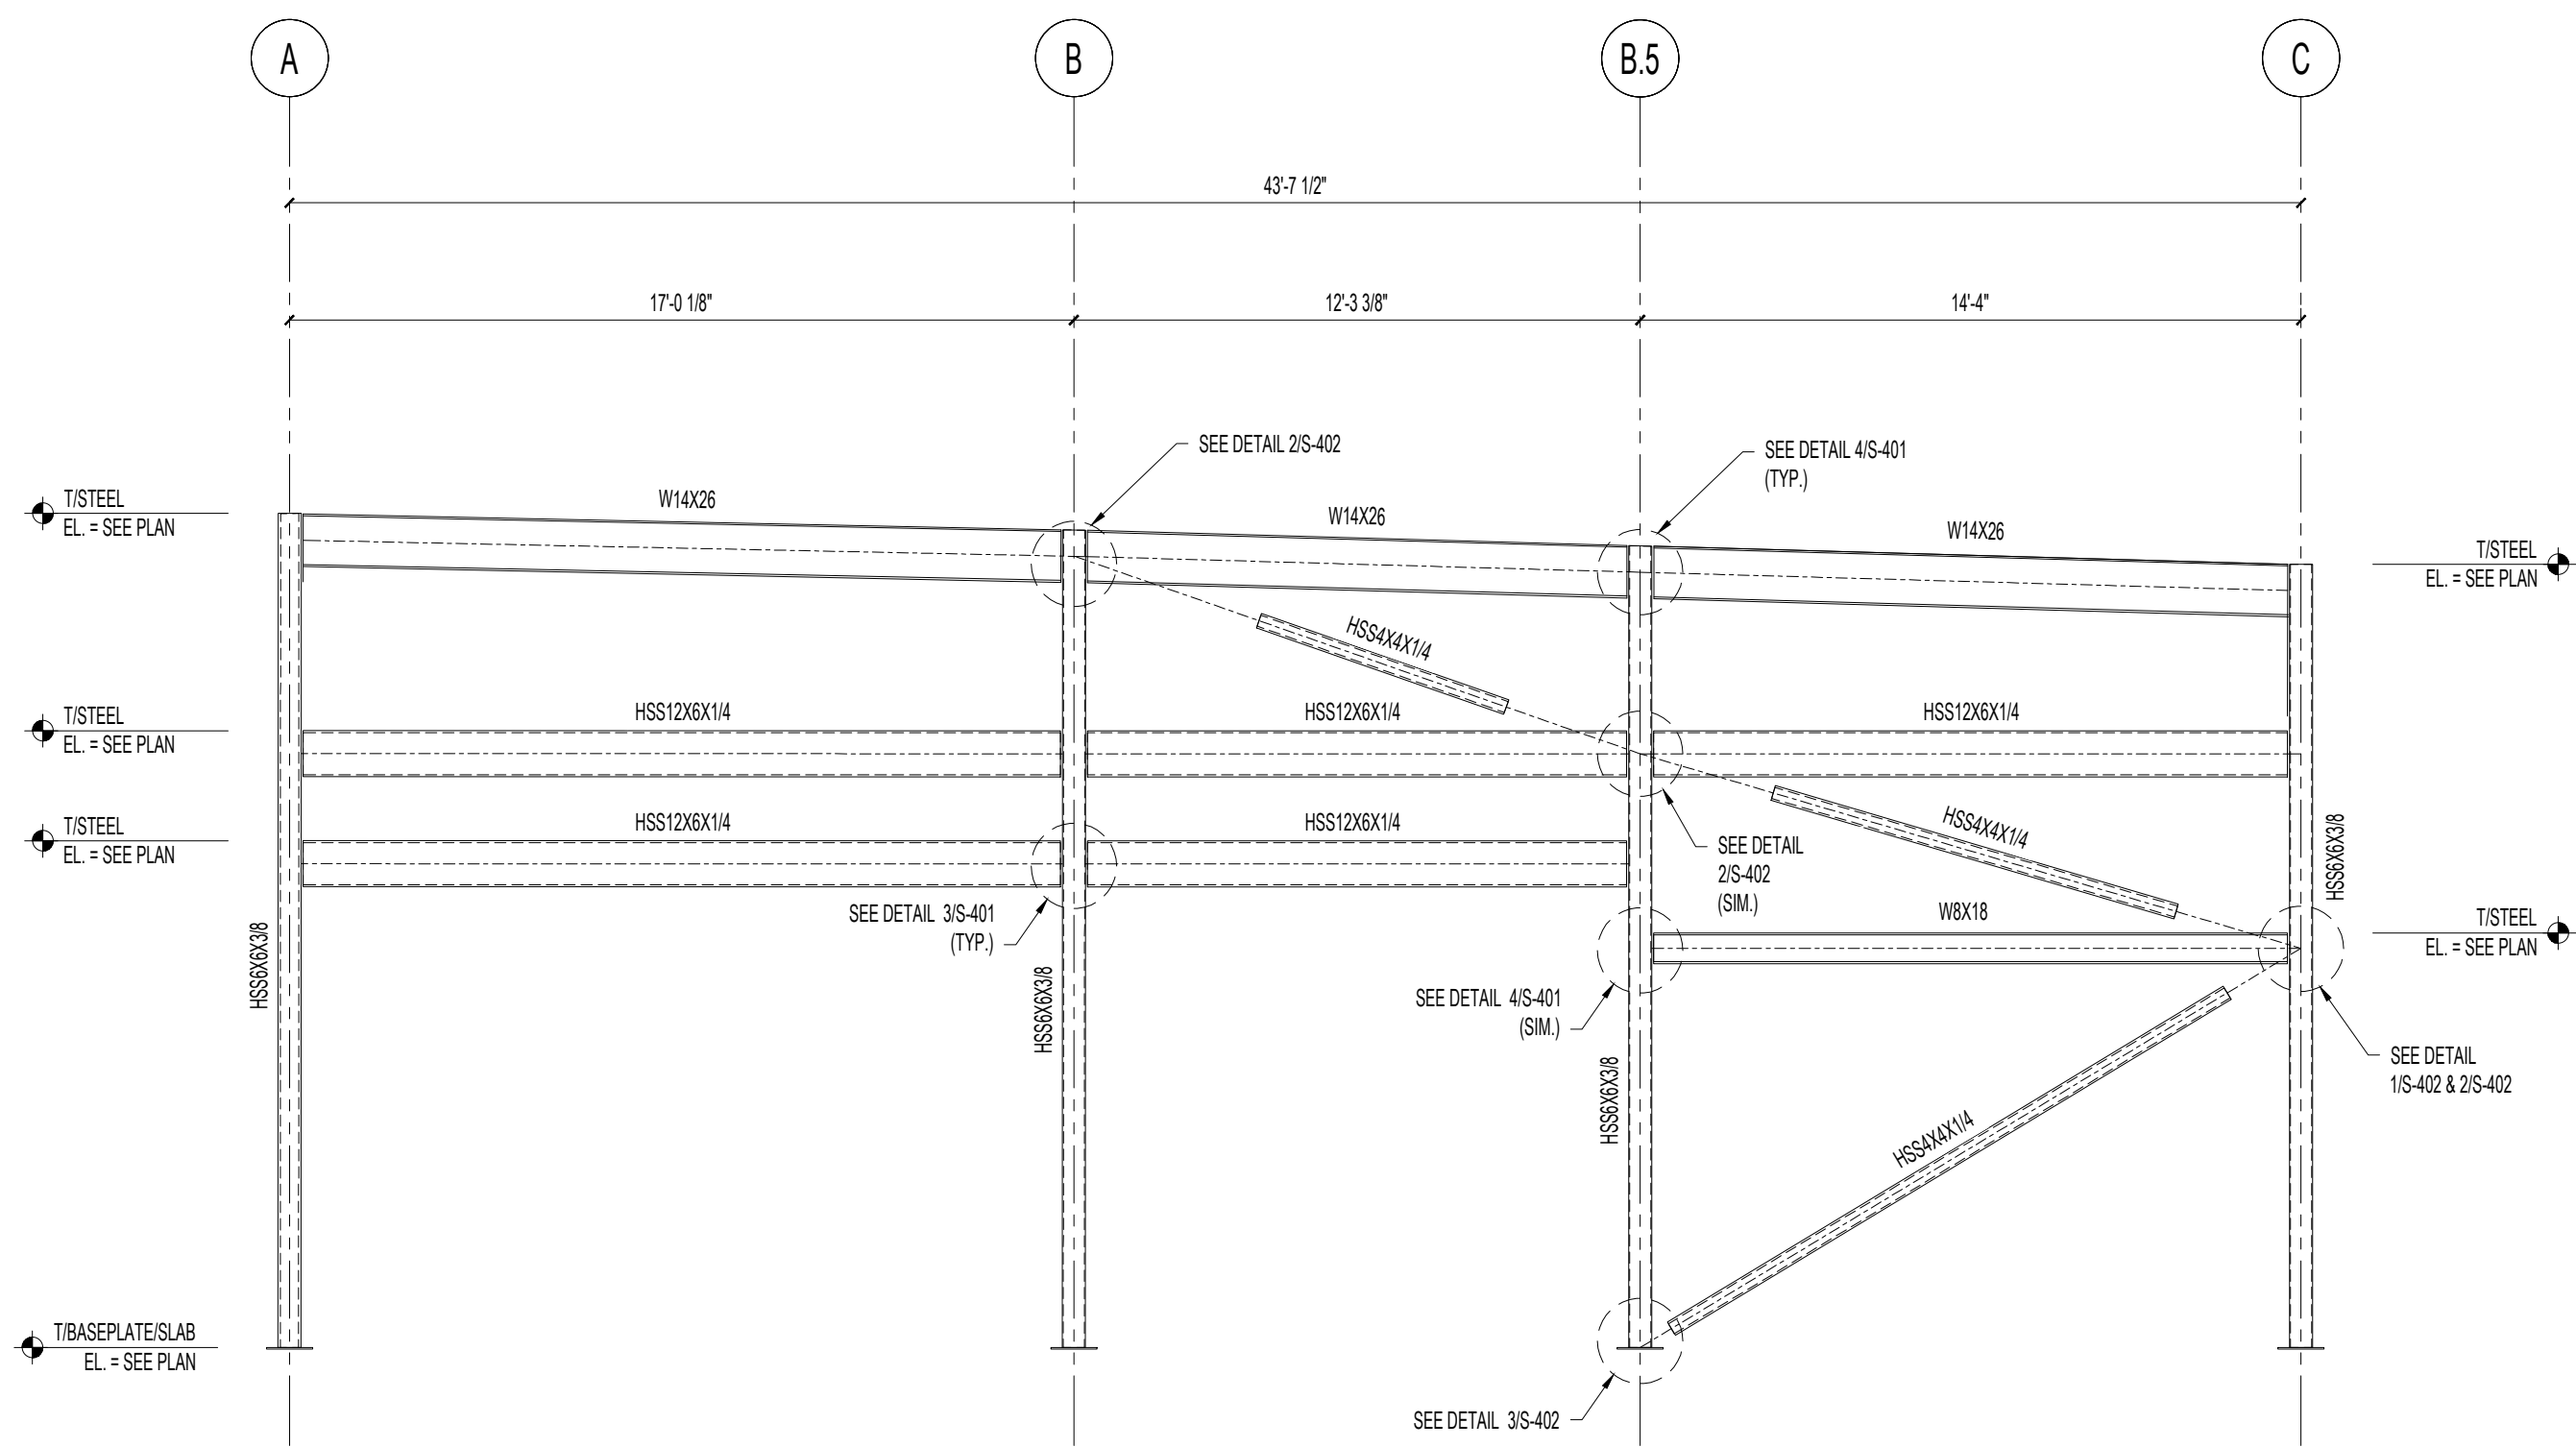 A
B
B.5
C
43'-7 1/2"
17'-0 1/8"
12'-3 3/8"
14'-4"
SEE DETAIL 2/S-402
SEE DETAIL 4/S-401
(TYP.)
T/STEEL
EL. = SEE PLAN
W14X26
W14X26
W14X26
T/STEEL
EL. = SEE PLAN
HSS4X4X1/4
T/STEEL
EL. = SEE PLAN
HSS12X6X1/4
HSS12X6X1/4
HSS12X6X1/4
T/STEEL
EL. = SEE PLAN
HSS12X6X1/4
HSS12X6X1/4
SEE DETAIL
2/S-402
(SIM.)
HSS4X4X1/4
HSS6X6X3/8
SEE DETAIL 3/S-401
(TYP.)
W8X18
T/STEEL
EL. = SEE PLAN
HSS6X6X3/8
HSS6X6X3/8
SEE DETAIL 4/S-401
(SIM.)
HSS6X6X3/8
SEE DETAIL
1/S-402 & 2/S-402
HSS4X4X1/4
T/BASEPLATE/SLAB
EL. = SEE PLAN
SEE DETAIL 3/S-402